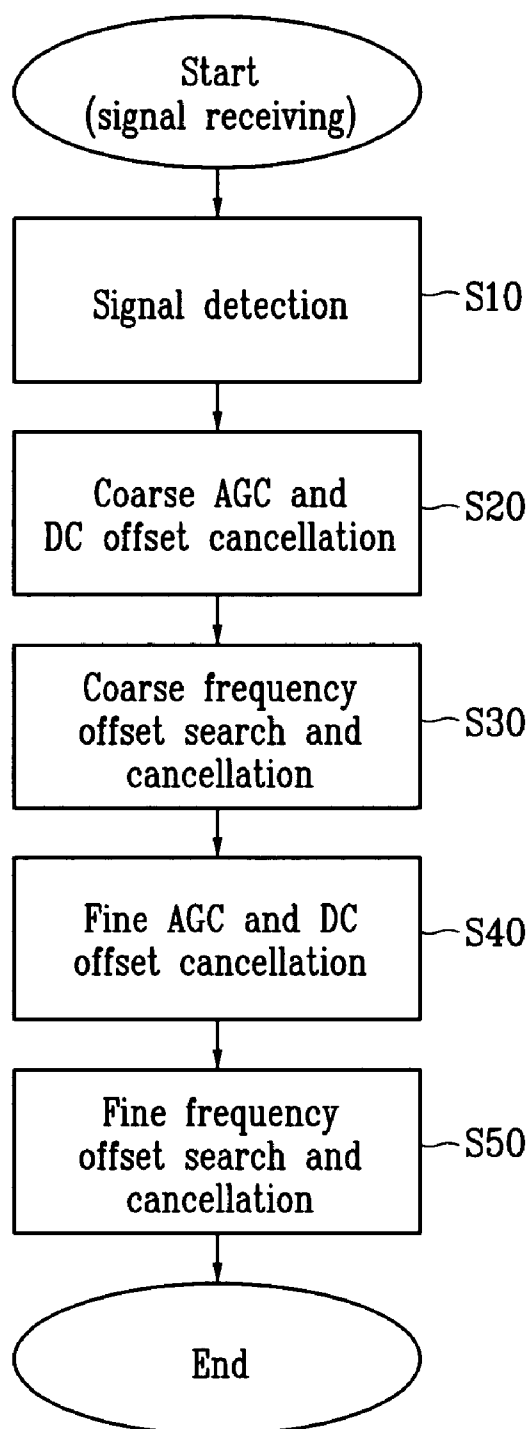 Start
(signal receiving)
Signal detection
S10
Coarse AGC and
DC offset cancellation
S20
Coarse frequency
offset search and
cancellation
S30
Fine AGC and DC
offset cancellation
S40
Fine frequency
offset search and
cancellation
S50
End